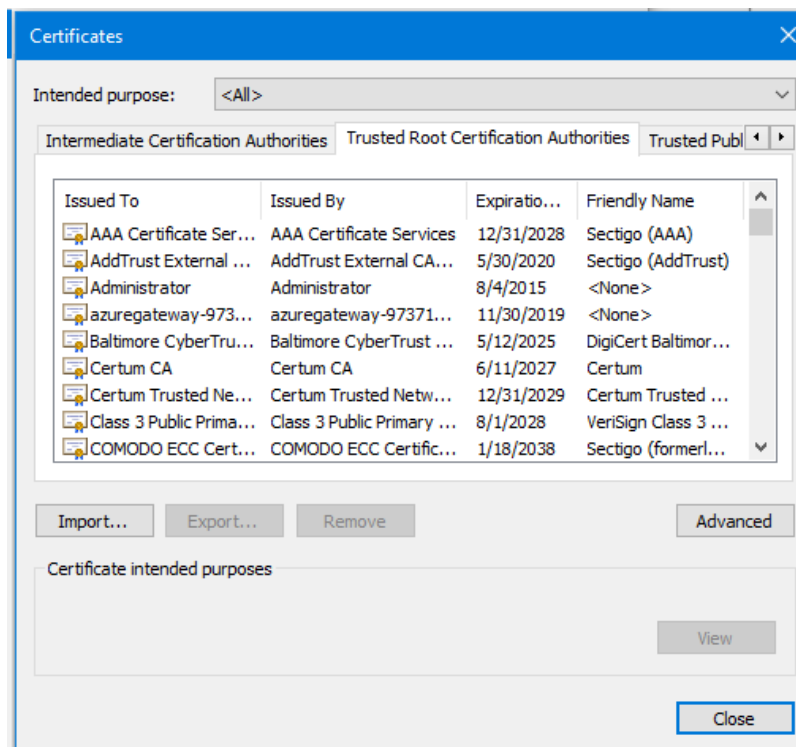 Certificates
Intended purpose: <All>
Intermediate Certification Authorities Trusted Root Certification Authorities Trusted Publ
Issued To Issued By Expiratio... Friendly Name
AAA Certificate Ser... AAA Certificate Services 12/31/2028 Sectigo (AAA)
AddTrust External ... AddTrust External CA... 5/30/2020 Sectigo (AddTrust)
Administrator Administrator 8/4/2015 <None>
azuregateway-973... azuregateway-97371... 11/30/2019 <None>
Baltimore CyberTru... Baltimore CyberTrust ... 5/12/2025 DigiCert Baltimor...
Certum CA Certum CA 6/11/2027 Certum
Certum Trusted Ne... Certum Trusted Netw... 12/31/2029 Certum Trusted ...
Class 3 Public Prima... Class 3 Public Primary ... 8/1/2028 VeriSign Class 3 ...
COMODO ECC Cert... COMODO ECC Certific... 1/18/2038 Sectigo (formerl...
Import... Export... Remove Advanced
Certificate intended purposes
View
Close